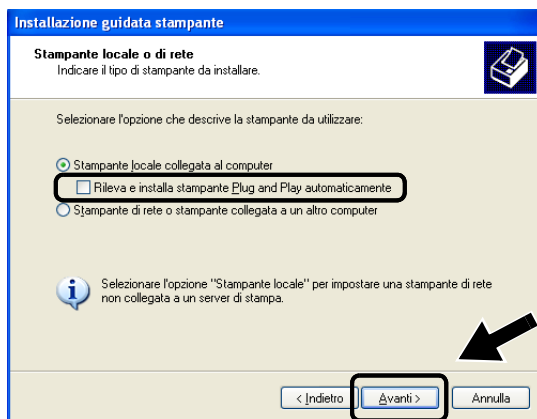 Installazione guidata stampante
Stampante locale o di rete
Indicare il tipo di stampante da installare.
Selezionare l'opzione che descrive la stampante da utilizzare:
Stampante locale collegata al computer
Rileva e installa stampante Plug and Play automaticamente
Stampante di rete o stampante collegata a un altro computer
Selezionare l'opzione "Stampante locale" per impostare una stampante di rete
non collegata a un server di stampa.
< Indietro Avanti > Annulla